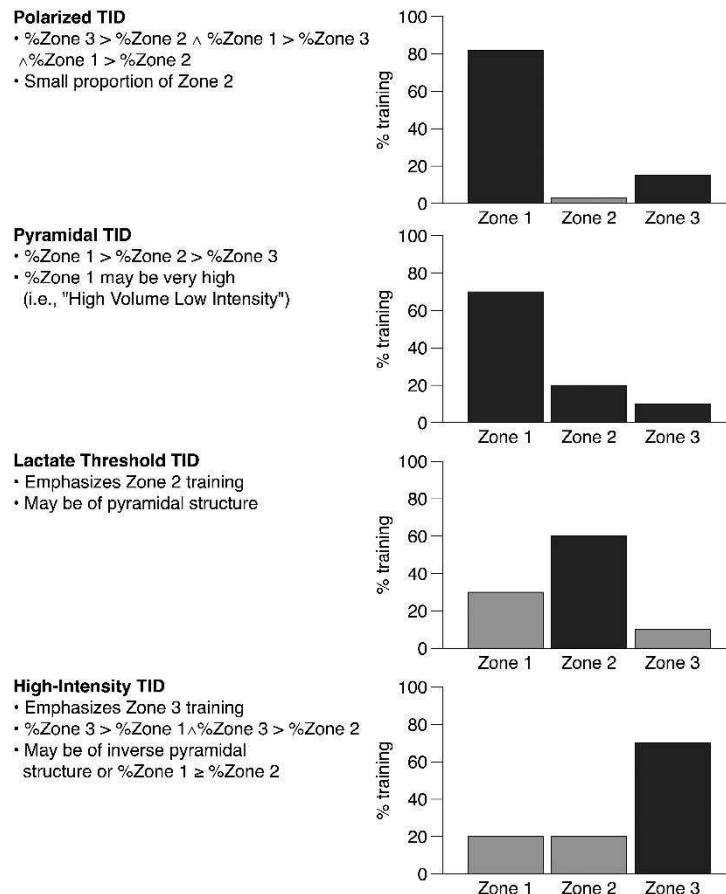 Polarized TID
• %Zone 3 > %Zone 2 ∧ %Zone 1 > %Zone 3
∧%Zone 1 > %Zone 2
• Small proportion of Zone 2
% training
100
80
60
40
20
0
Zone 1 Zone 2 Zone 3
Pyramidal TID
• %Zone 1 > %Zone 2 > %Zone 3
• %Zone 1 may be very high
(i.e., "High Volume Low Intensity")
% training
100
80
60
40
20
0
Zone 1 Zone 2 Zone 3
Lactate Threshold TID
• Emphasizes Zone 2 training
• May be of pyramidal structure
% training
100
80
60
40
20
0
Zone 1 Zone 2 Zone 3
High-Intensity TID
• Emphasizes Zone 3 training
• %Zone 3 > %Zone 1∧%Zone 3 > %Zone 2
• May be of inverse pyramidal
structure or %Zone 1 ≥ %Zone 2
% training
100
80
60
40
20
0
Zone 1 Zone 2 Zone 3